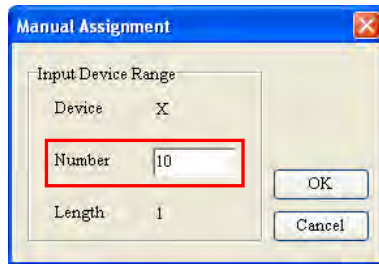 Manual Assignment
Input Device Range
Device X
Number 10
OK
Length 1
Cancel